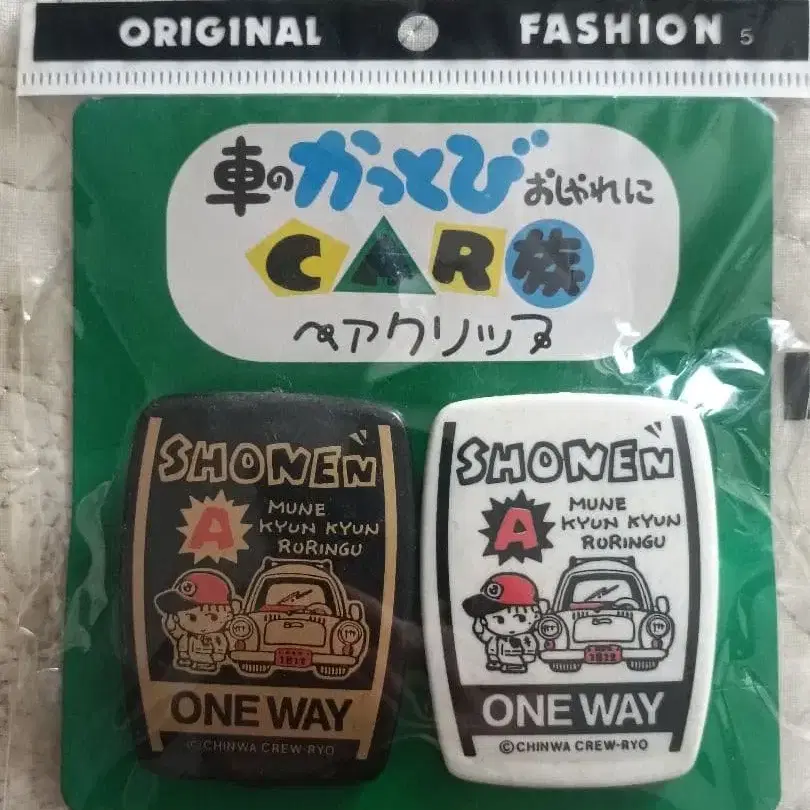 ORIGINAL FASHION 5
車のかっとびおしゃれに
CAR族
ペアクリップ
SHONEN
A
MUNE
KYUN KYUN
RORINGU
ONE WAY
©CHINWA CREW-RYO
SHONEN
A
MUNE
KYUN KYUN
RORINGU
ONE WAY
©CHINWA CREW-RYO